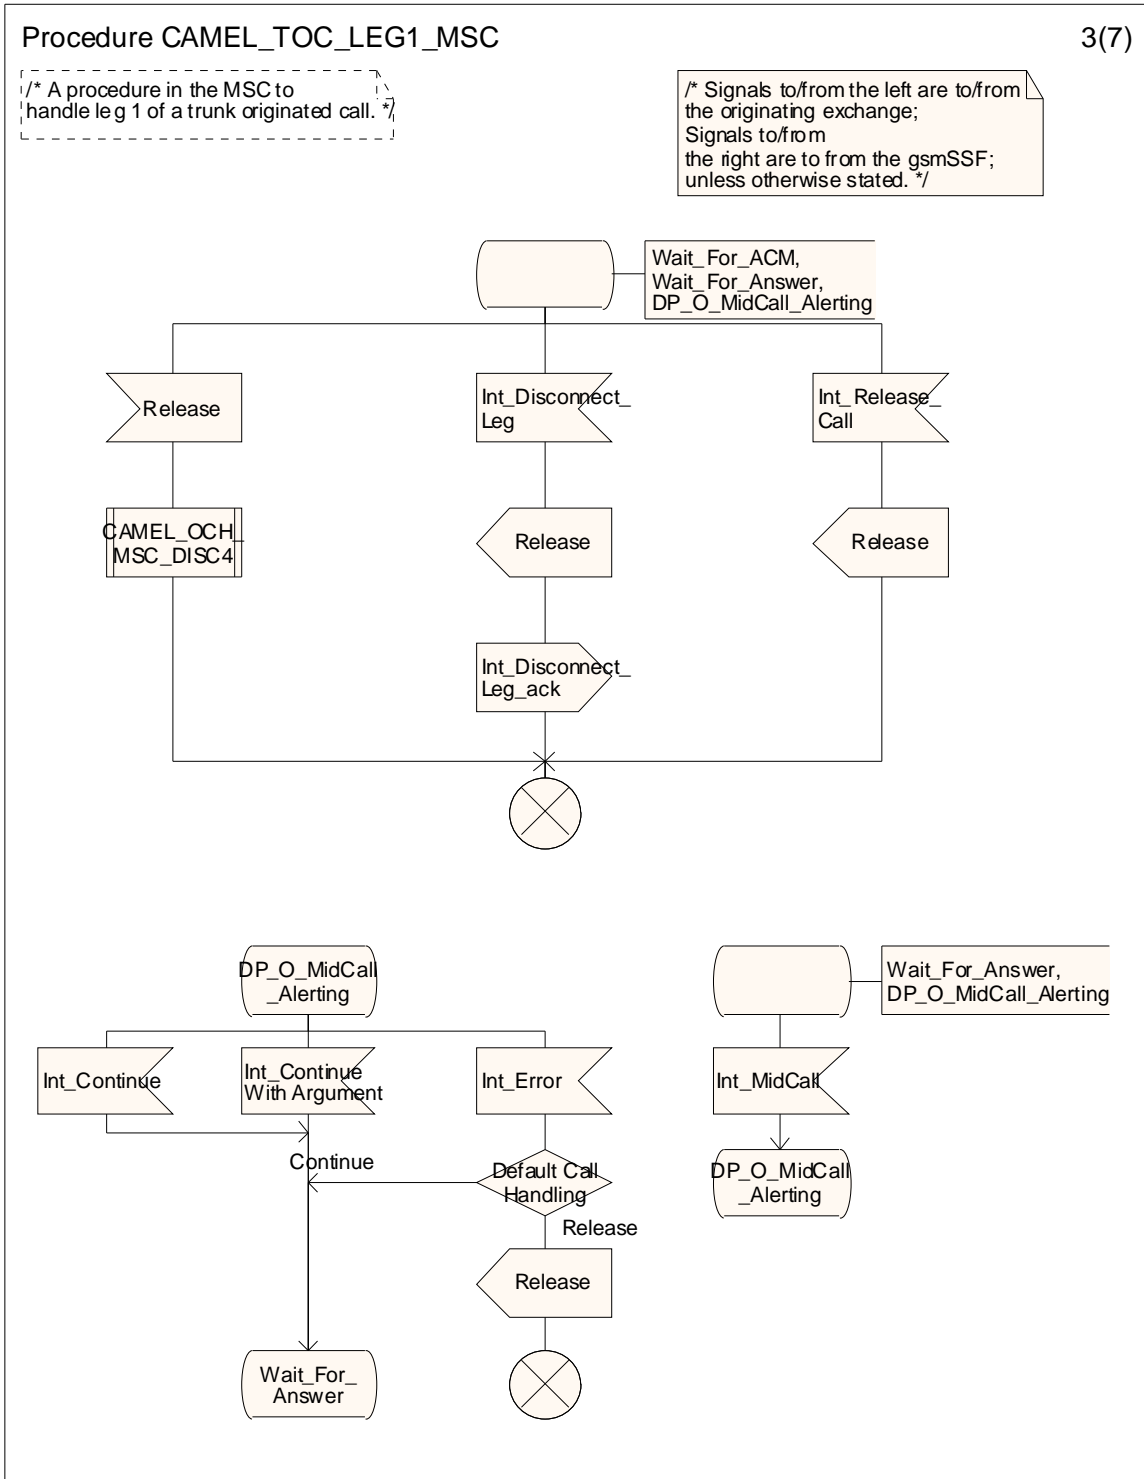 Procedure CAMEL_TOC_LEG1_MSC
3(7)
/* A procedure in the MSC to
handle leg 1 of a trunk originated call. */
/* Signals to/from the left are to/from
the originating exchange;
Signals to/from
the right are to from the gsmSSF;
unless otherwise stated. */
Wait_For_ACM,
Wait_For_Answer,
DP_O_MidCall_Alerting
Release
Int_Disconnect_
Leg
Int_Release_
Call
CAMEL_OCH_
MSC_DISC4
Release
Release
Int_Disconnect_
Leg_ack
DP_O_MidCall
_Alerting
Wait_For_Answer,
DP_O_MidCall_Alerting
Int_Continue
Int_Continue
With Argument
Int_Error
Int_MidCall
Continue
Default Call
Handling
DP_O_MidCall
_Alerting
Release
Release
Wait_For_
Answer